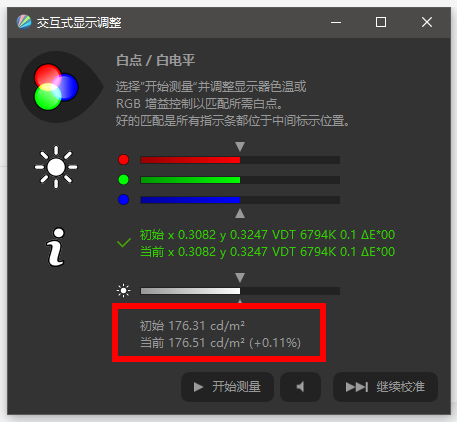 交互式显示调整
白点 / 白电平
选择"开始测量"并调整显示器色温或
RGB 增益控制以匹配所需白点。
好的匹配是所有指示条都位于中间标示位置。
初始 x 0.3082 y 0.3247 VDT 6794K 0.1 ΔE*00
当前 x 0.3082 y 0.3247 VDT 6794K 0.1 ΔE*00
初始 176.31 cd/m²
当前 176.51 cd/m² (+0.11%)
开始测量
继续校准